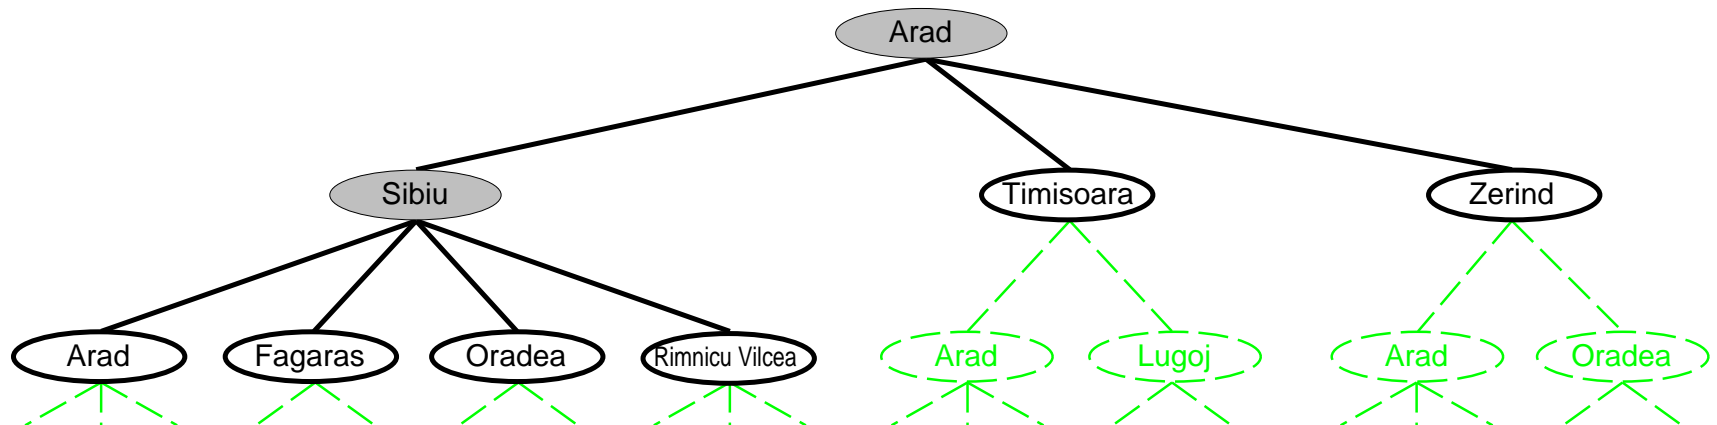 Arad
Sibiu
Timisoara
Zerind
Arad
Fagaras
Oradea
Rimnicu Vilcea
Arad
Lugoj
Arad
Oradea